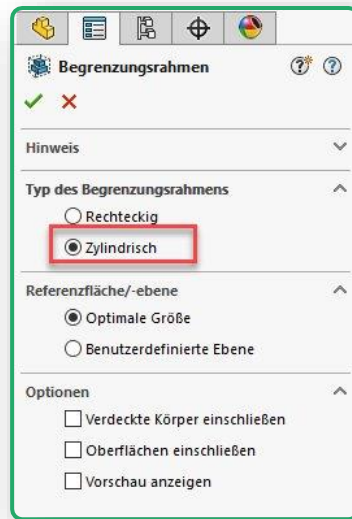 Begrenzungsrahmen
Hinweis
Typ des Begrenzungsrahmens
Rechteckig
Zylindrisch
Referenzfläche/-ebene
Optimale Größe
Benutzerdefinierte Ebene
Optionen
Verdeckte Körper einschließen
Oberflächen einschließen
Vorschau anzeigen